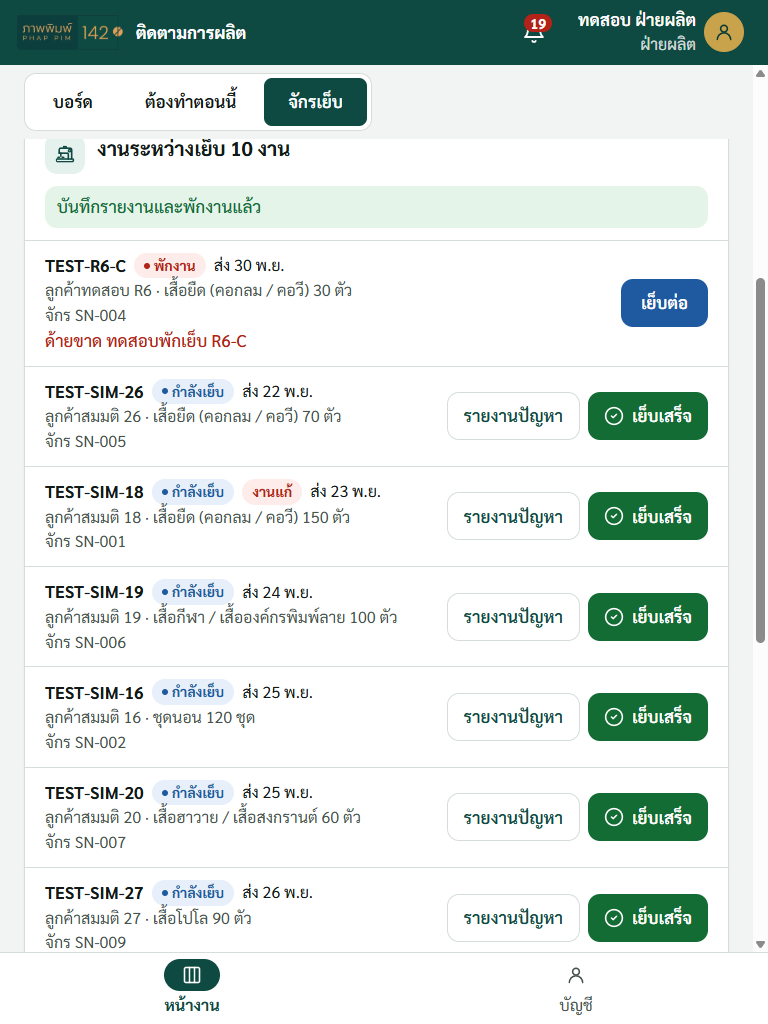 ภาพพิมพ์
PHAP PIM
142
ติดตามการผลิต
19
ทดสอบ ฝ่ายผลิต
ฝ่ายผลิต
บอร์ด
ต้องทำตอนนี้
จักรเย็บ
งานระหว่างเย็บ 10 งาน
บันทึกรายงานและพักงานแล้ว
TEST-R6-C พักงาน ส่ง 30 พ.ย.
ลูกค้าทดสอบ R6 · เสื้อยืด (คอกลม / คอวี) 30 ตัว
จักร SN-004
ด้ายขาด ทดสอบพักเย็บ R6-C
เย็บต่อ
TEST-SIM-26 กำลังเย็บ ส่ง 22 พ.ย.
ลูกค้าสมมติ 26 · เสื้อยืด (คอกลม / คอวี) 70 ตัว
จักร SN-005
รายงานปัญหา
เย็บเสร็จ
TEST-SIM-18 กำลังเย็บ งานแก้ ส่ง 23 พ.ย.
ลูกค้าสมมติ 18 · เสื้อยืด (คอกลม / คอวี) 150 ตัว
จักร SN-001
รายงานปัญหา
เย็บเสร็จ
TEST-SIM-19 กำลังเย็บ ส่ง 24 พ.ย.
ลูกค้าสมมติ 19 · เสื้อกีฬา / เสื้อองค์กรพิมพ์ลาย 100 ตัว
จักร SN-006
รายงานปัญหา
เย็บเสร็จ
TEST-SIM-16 กำลังเย็บ ส่ง 25 พ.ย.
ลูกค้าสมมติ 16 · ชุดนอน 120 ชุด
จักร SN-002
รายงานปัญหา
เย็บเสร็จ
TEST-SIM-20 กำลังเย็บ ส่ง 25 พ.ย.
ลูกค้าสมมติ 20 · เสื้อฮาวาย / เสื้อสงกรานต์ 60 ตัว
จักร SN-007
รายงานปัญหา
เย็บเสร็จ
TEST-SIM-27 กำลังเย็บ ส่ง 26 พ.ย.
ลูกค้าสมมติ 27 · เสื้อโปโล 90 ตัว
จักร SN-009
รายงานปัญหา
เย็บเสร็จ
หน้างาน
บัญชี